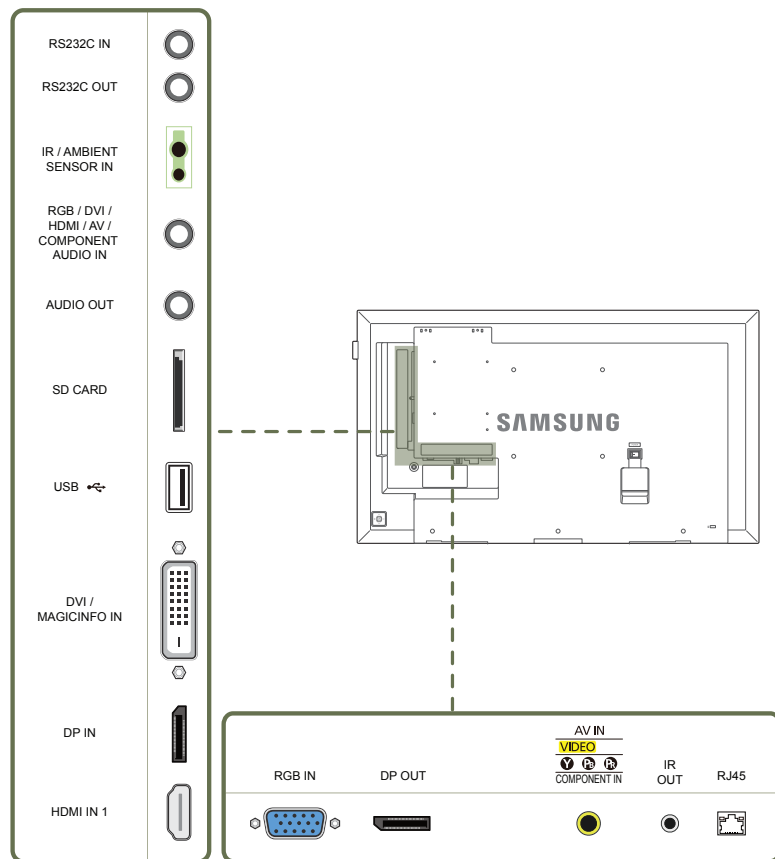 RS232C IN
RS232C OUT
IR / AMBIENT
SENSOR IN
RGB / DVI /
HDMI / AV /
COMPONENT
AUDIO IN
AUDIO OUT
SD CARD
USB
DVI /
MAGICINFO IN
DP IN
HDMI IN 1
SAMSUNG
RGB IN
DP OUT
AV IN
VIDEO
Y PB PR
COMPONENT IN
IR
OUT
RJ45